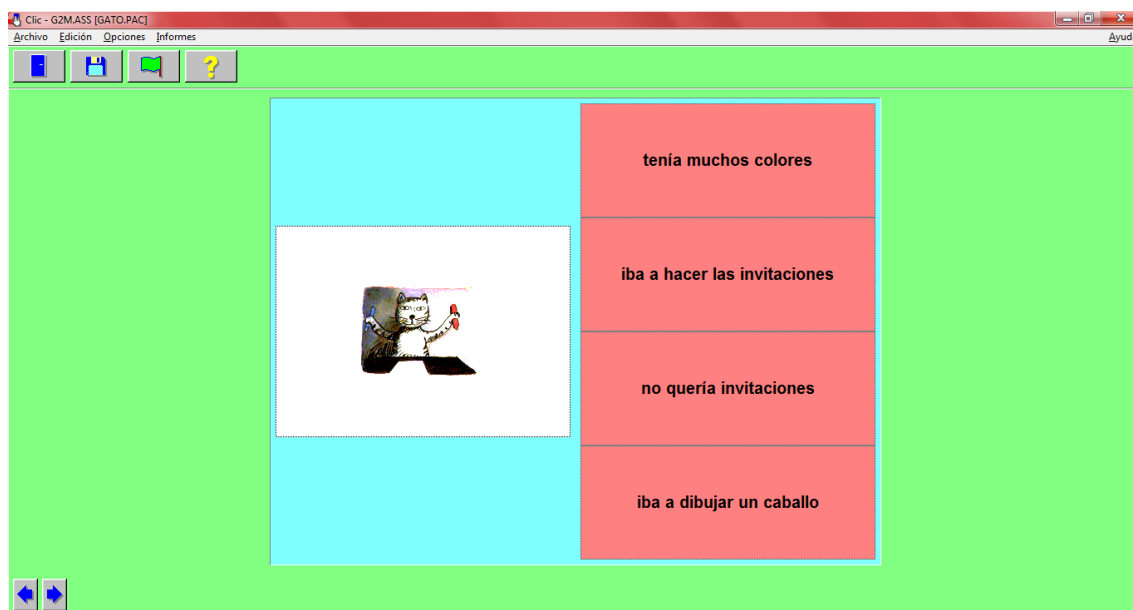 Clic - G2M.ASS [GATO.PAC]
Archivo Edición Opciones Informes Ayud
?
tenía muchos colores
iba a hacer las invitaciones
no quería invitaciones
iba a dibujar un caballo